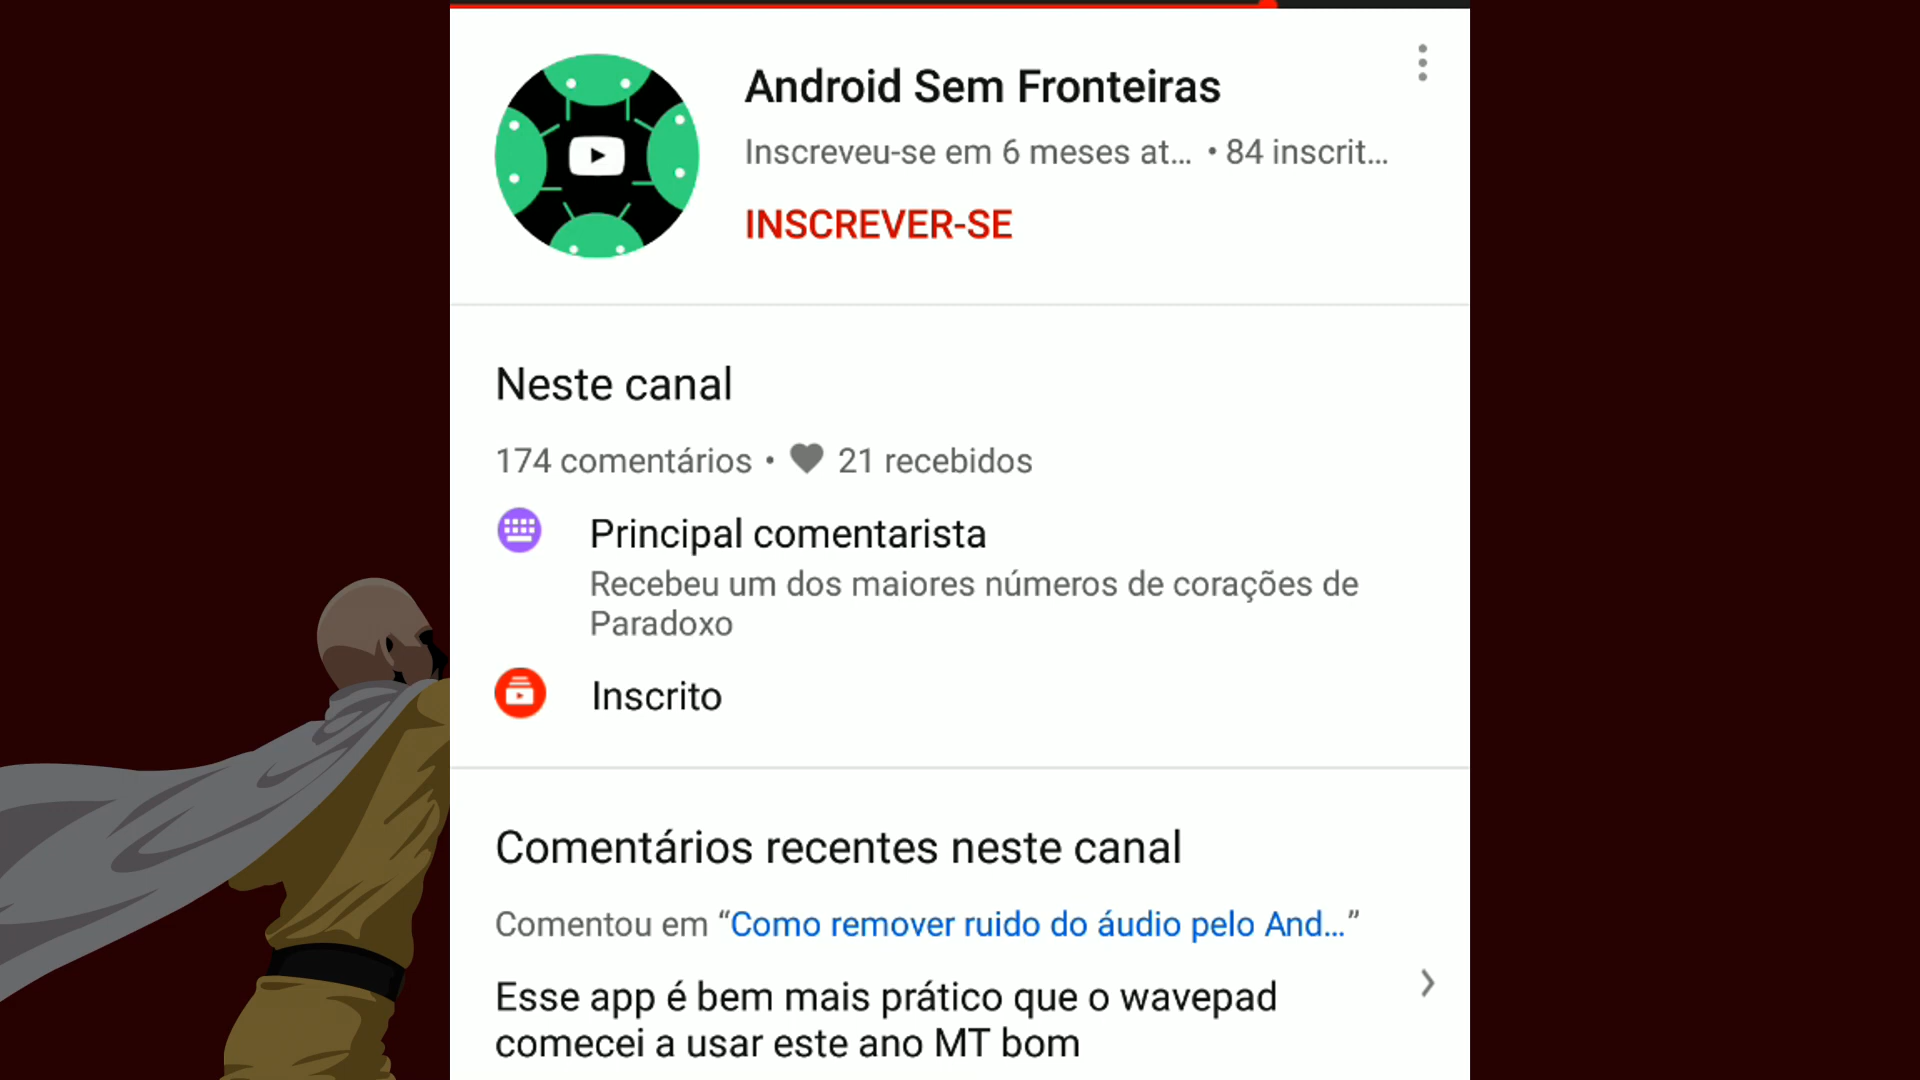 Android Sem Fronteiras
Inscreveu-se em 6 meses at... • 84 inscrit...
INSCREVER-SE
Neste canal
174 comentários • 21 recebidos
Principal comentarista
Recebeu um dos maiores números de corações de
Paradoxo
Inscrito
Comentários recentes neste canal
Comentou em “Como remover ruido do áudio pelo And...”
Esse app é bem mais prático que o wavepad
comecei a usar este ano MT bom